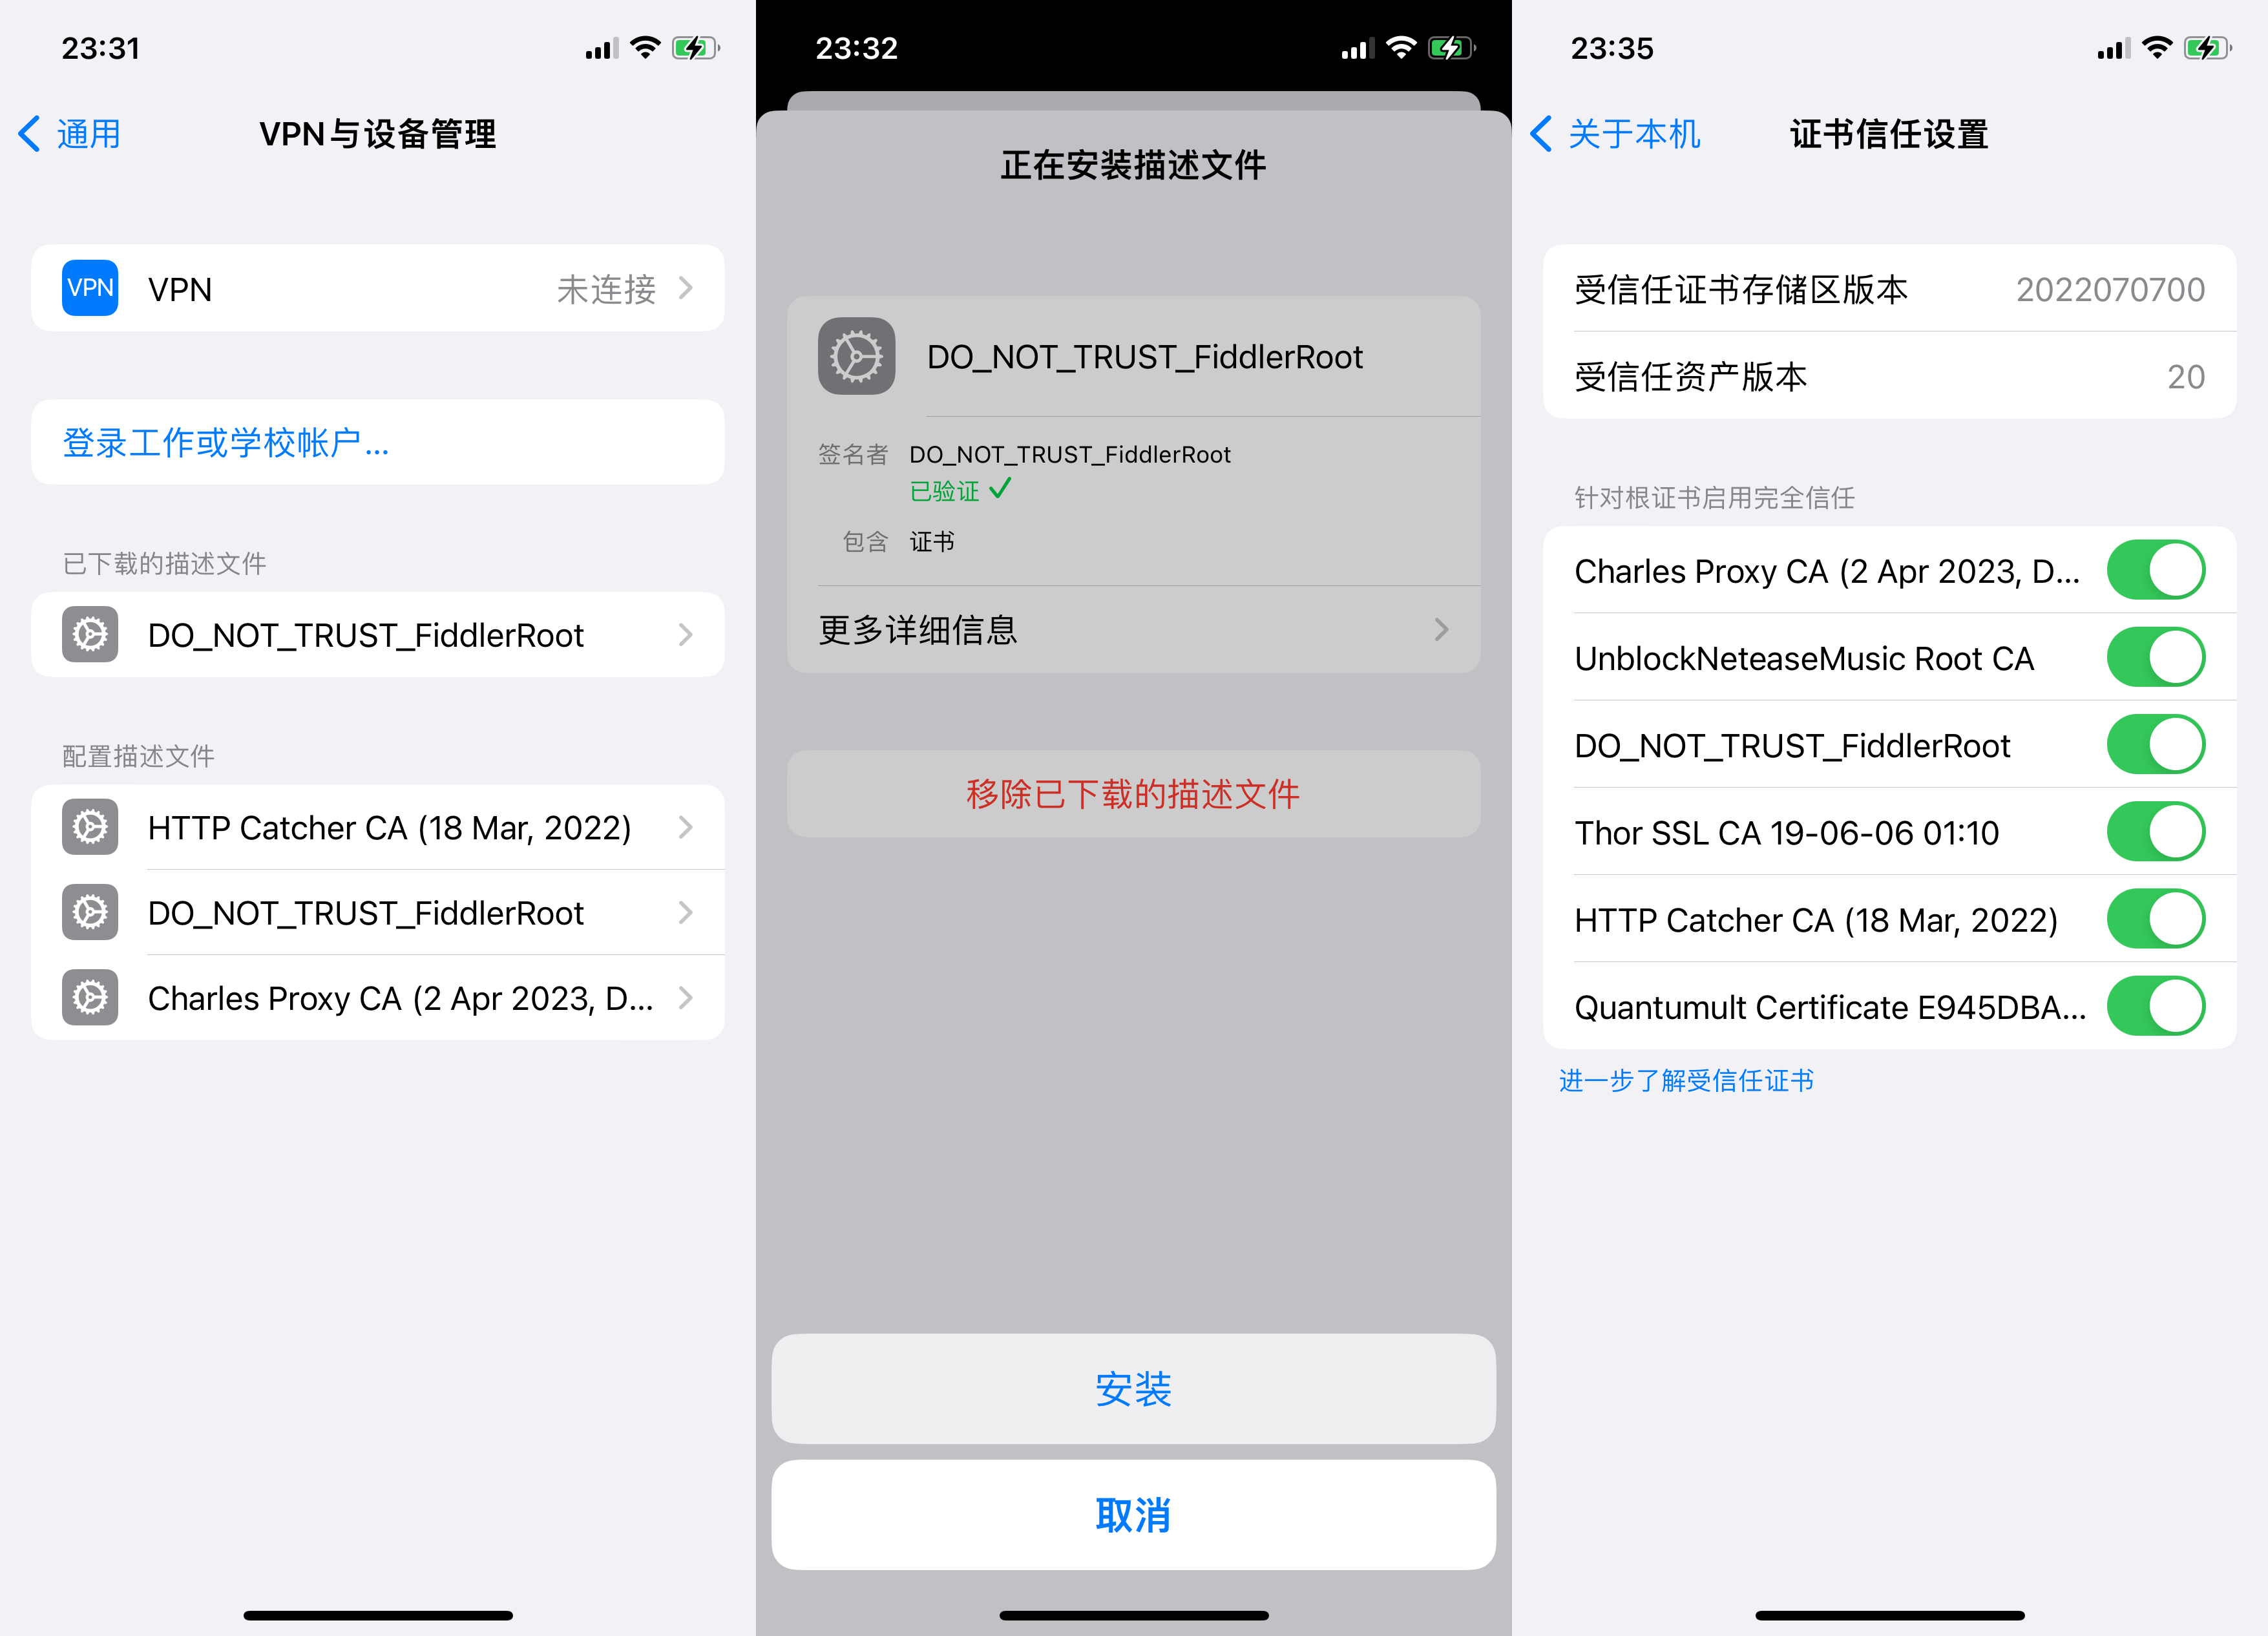 23:31
通用
VPN与设备管理
VPN
VPN
未连接
登录工作或学校帐户...
已下载的描述文件
DO_NOT_TRUST_FiddlerRoot
配置描述文件
HTTP Catcher CA (18 Mar, 2022)
DO_NOT_TRUST_FiddlerRoot
Charles Proxy CA (2 Apr 2023, D...
23:32
正在安装描述文件
DO_NOT_TRUST_FiddlerRoot
签名者 DO_NOT_TRUST_FiddlerRoot
已验证
包含 证书
更多详细信息
移除已下载的描述文件
安装
取消
23:35
关于本机
证书信任设置
受信任证书存储区版本 2022070700
受信任资产版本 20
针对根证书启用完全信任
Charles Proxy CA (2 Apr 2023, D...
UnblockNeteaseMusic Root CA
DO_NOT_TRUST_FiddlerRoot
Thor SSL CA 19-06-06 01:10
HTTP Catcher CA (18 Mar, 2022)
Quantumult Certificate E945DBA...
进一步了解受信任证书